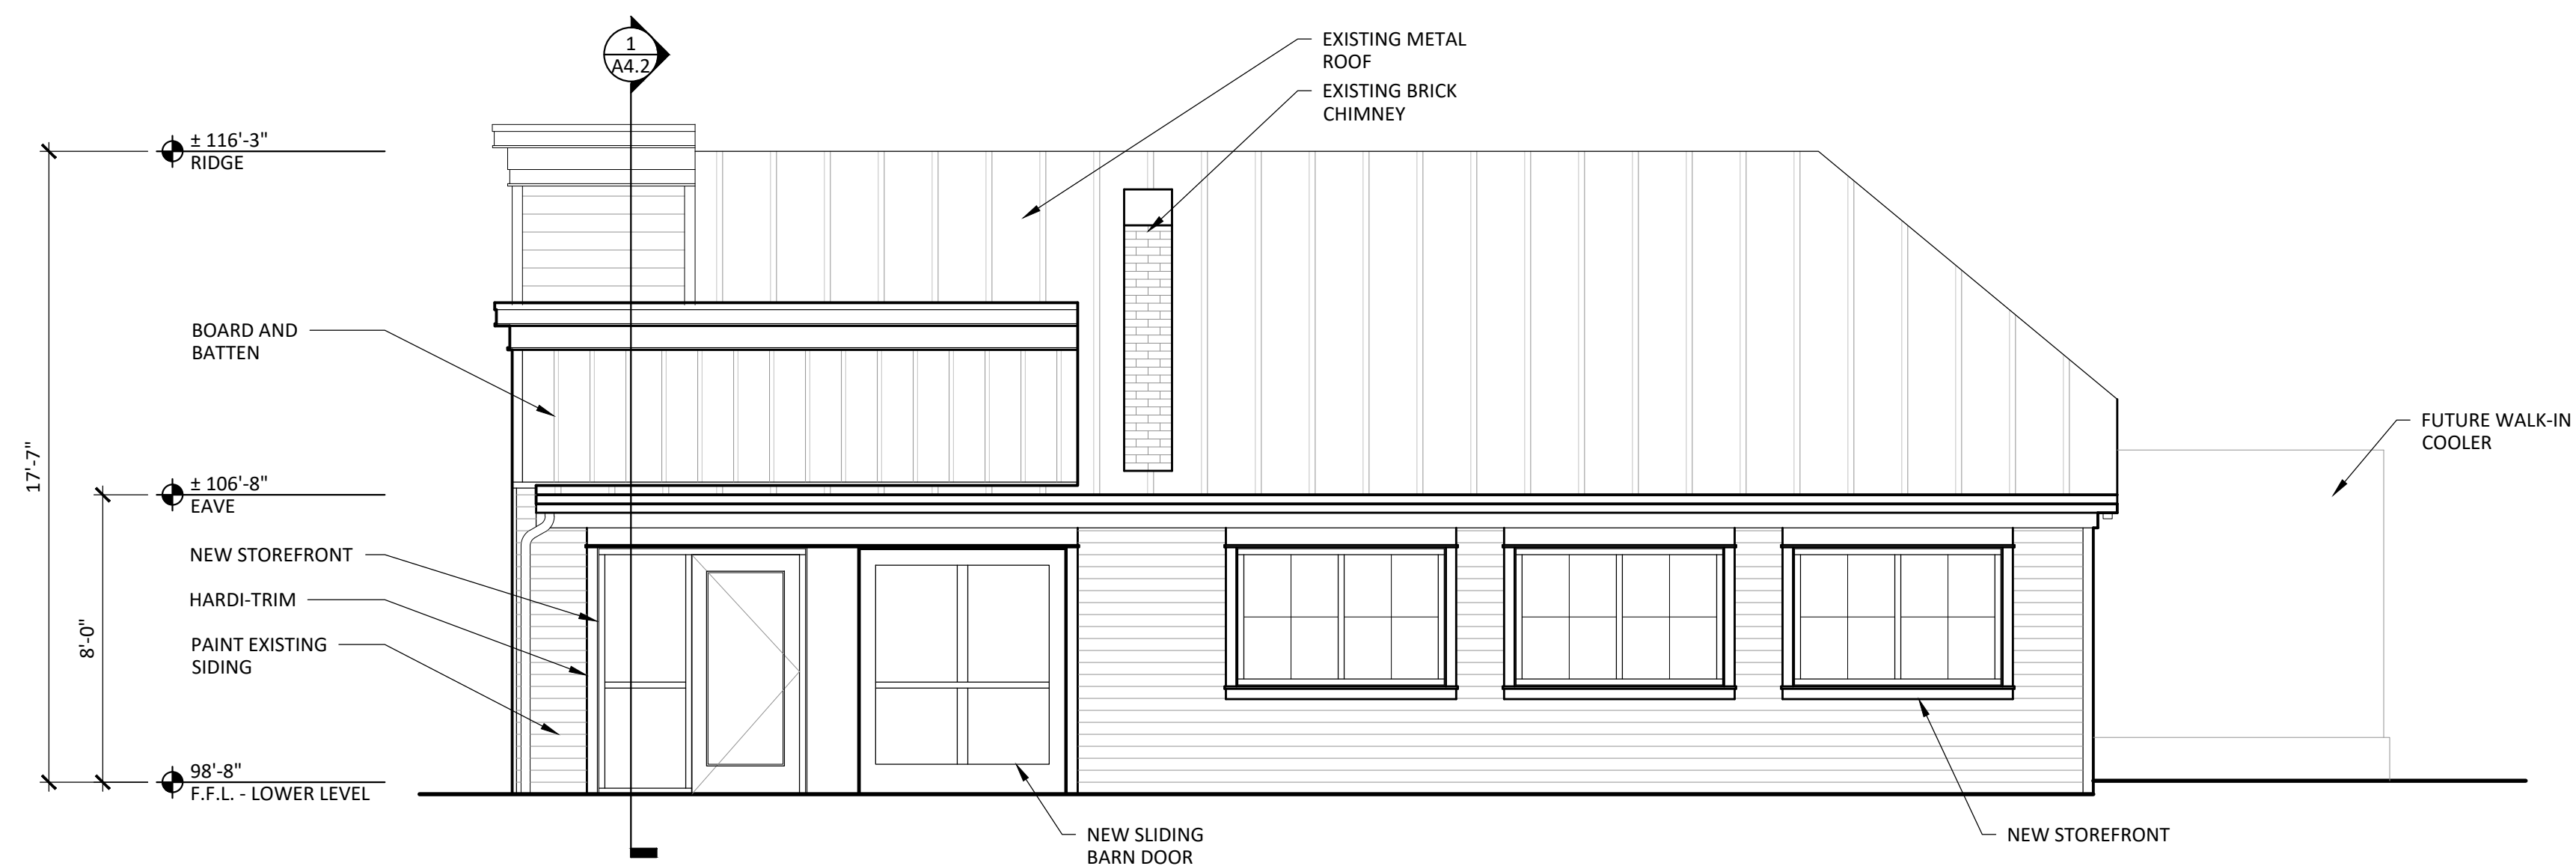 1
A4.2
EXISTING METAL
ROOF
EXISTING BRICK
CHIMNEY
± 116'-3"
RIDGE
17'-7"
BOARD AND
BATTEN
FUTURE WALK-IN
COOLER
± 106'-8"
EAVE
8'-0"
NEW STOREFRONT
HARDI-TRIM
PAINT EXISTING
SIDING
98'-8"
F.F.L. - LOWER LEVEL
NEW SLIDING
BARN DOOR
NEW STOREFRONT